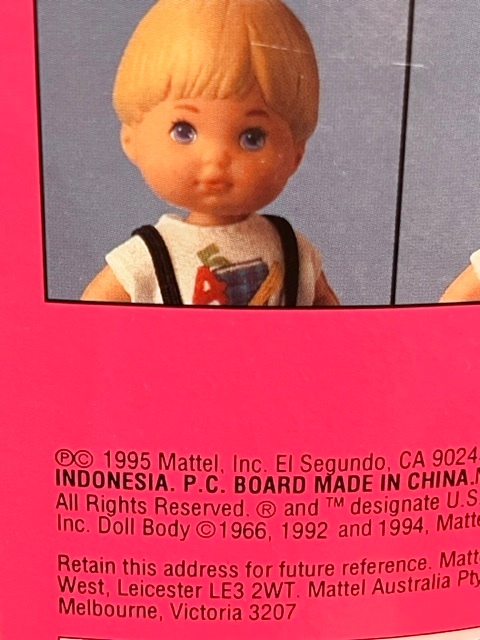 A
℗© 1995 Mattel, Inc. El Segundo, CA 9024
INDONESIA. P.C. BOARD MADE IN CHINA.
All Rights Reserved. ® and ™ designate U.S.
Inc. Doll Body ©1966, 1992 and 1994, Matt
Retain this address for future reference. Matt
West, Leicester LE3 2WT. Mattel Australia Pty
Melbourne, Victoria 3207